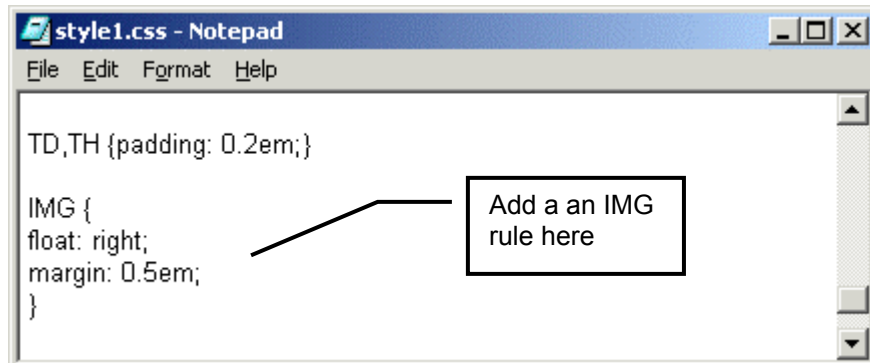 style1.css - Notepad
File Edit Format Help
TD,TH {padding: 0.2em;}
IMG {
float: right;
margin: 0.5em;
}
Add a an IMG
rule here